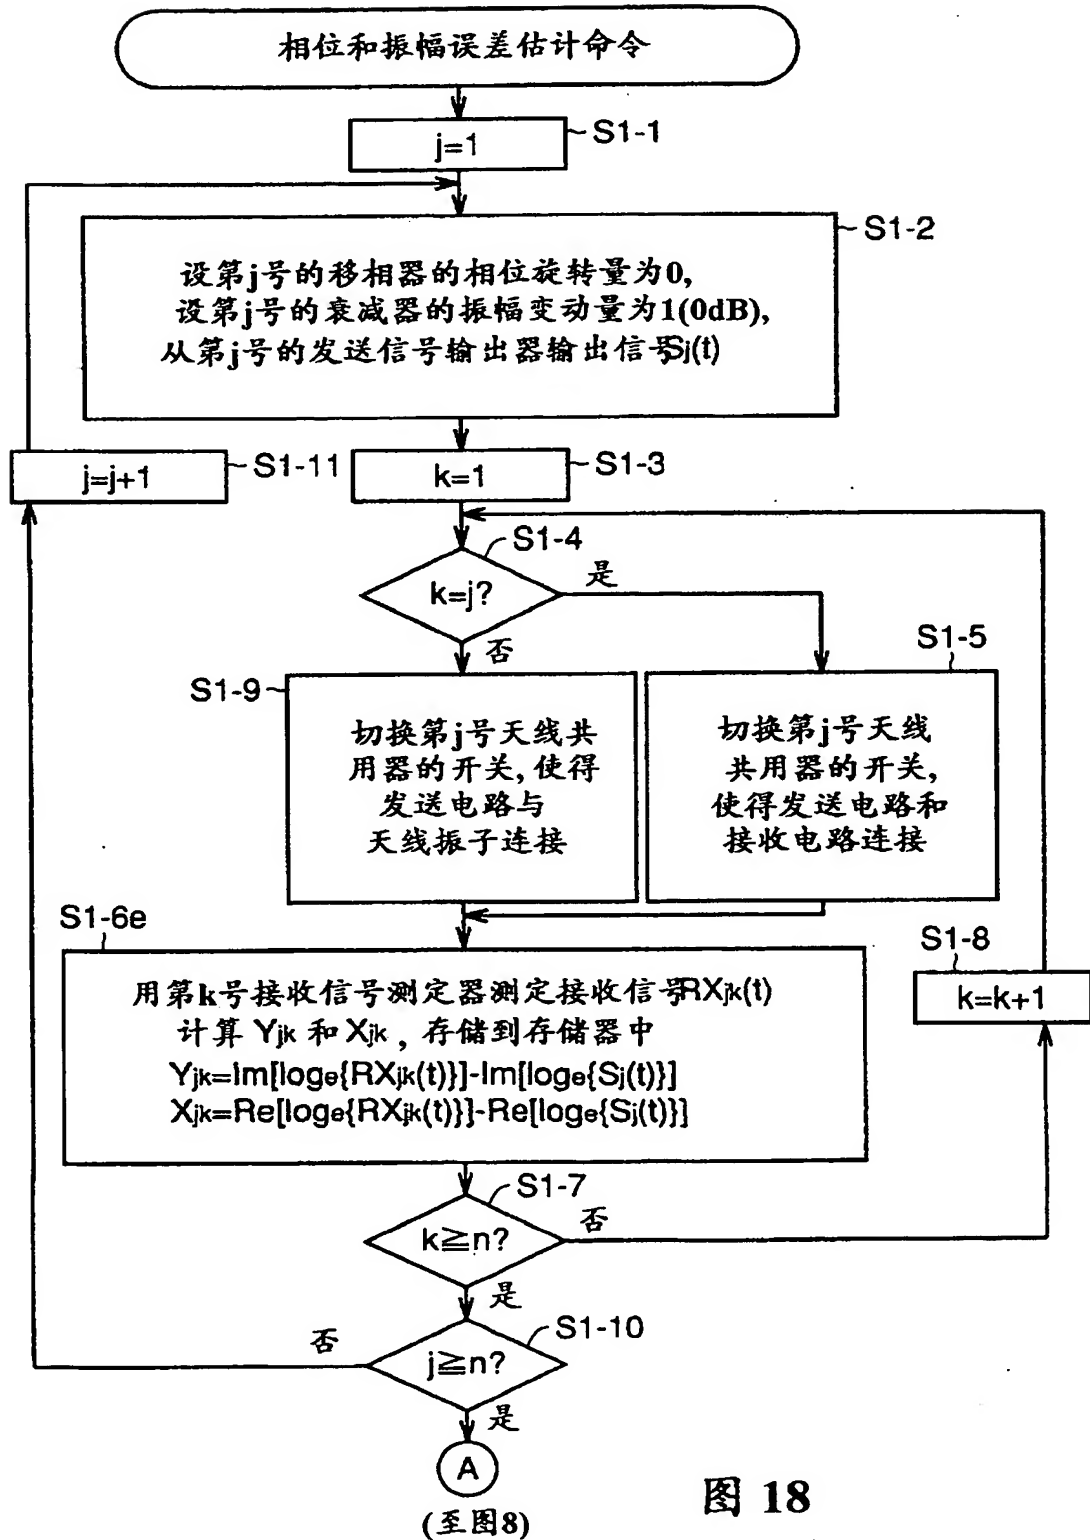 相位和振幅误差估计命令
j=1
S1-1
S1-2
设第j号的移相器的相位旋转量为0,
设第j号的衰减器的振幅变动量为1(0dB),
从第j号的发送信号输出器输出信号Sj(t)
j=j+1
S1-11
k=1
S1-3
S1-4
k=j?
是
否
S1-9
切换第j号天线共
用器的开关,使得
发送电路与
天线振子连接
S1-5
切换第j号天线
共用器的开关,
使得发送电路和
接收电路连接
S1-6e
用第k号接收信号测定器测定接收信号RXjk(t)
计算 Yjk 和 Xjk , 存储到存储器中
Yjk=Im[loge{RXjk(t)}]-Im[loge{Sj(t)}]
Xjk=Re[loge{RXjk(t)}]-Re[loge{Sj(t)}]
S1-8
k=k+1
S1-7
k≧n?
否
是
S1-10
j≧n?
否
是
A
(至图8)
图 18